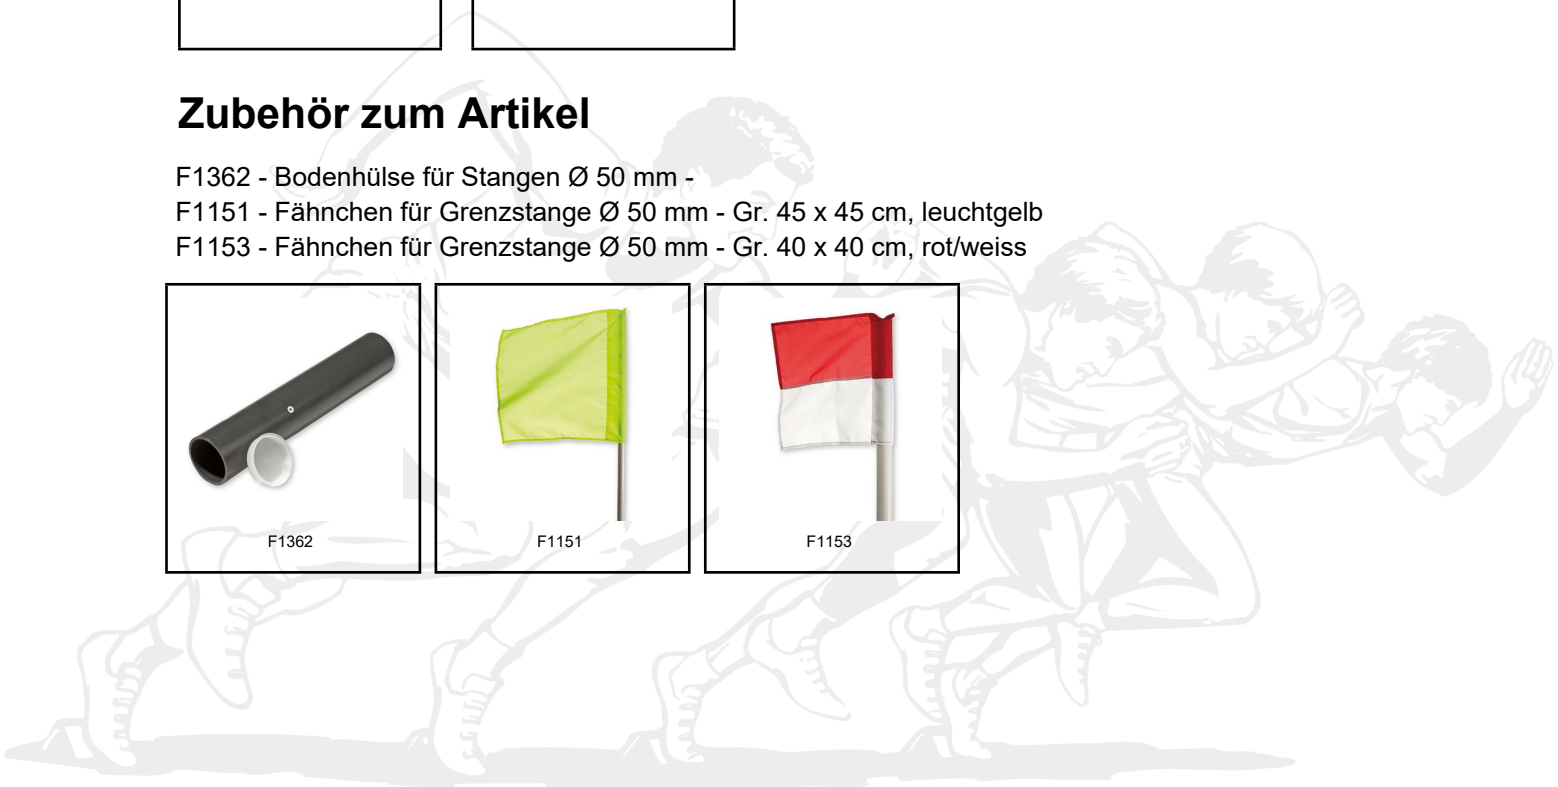 Zubehör zum Artikel
F1362 - Bodenhülse für Stangen Ø 50 mm -
F1151 - Fähnchen für Grenzstange Ø 50 mm - Gr. 45 x 45 cm, leuchtgelb
F1153 - Fähnchen für Grenzstange Ø 50 mm - Gr. 40 x 40 cm, rot/weiss
F1362
F1151
F1153